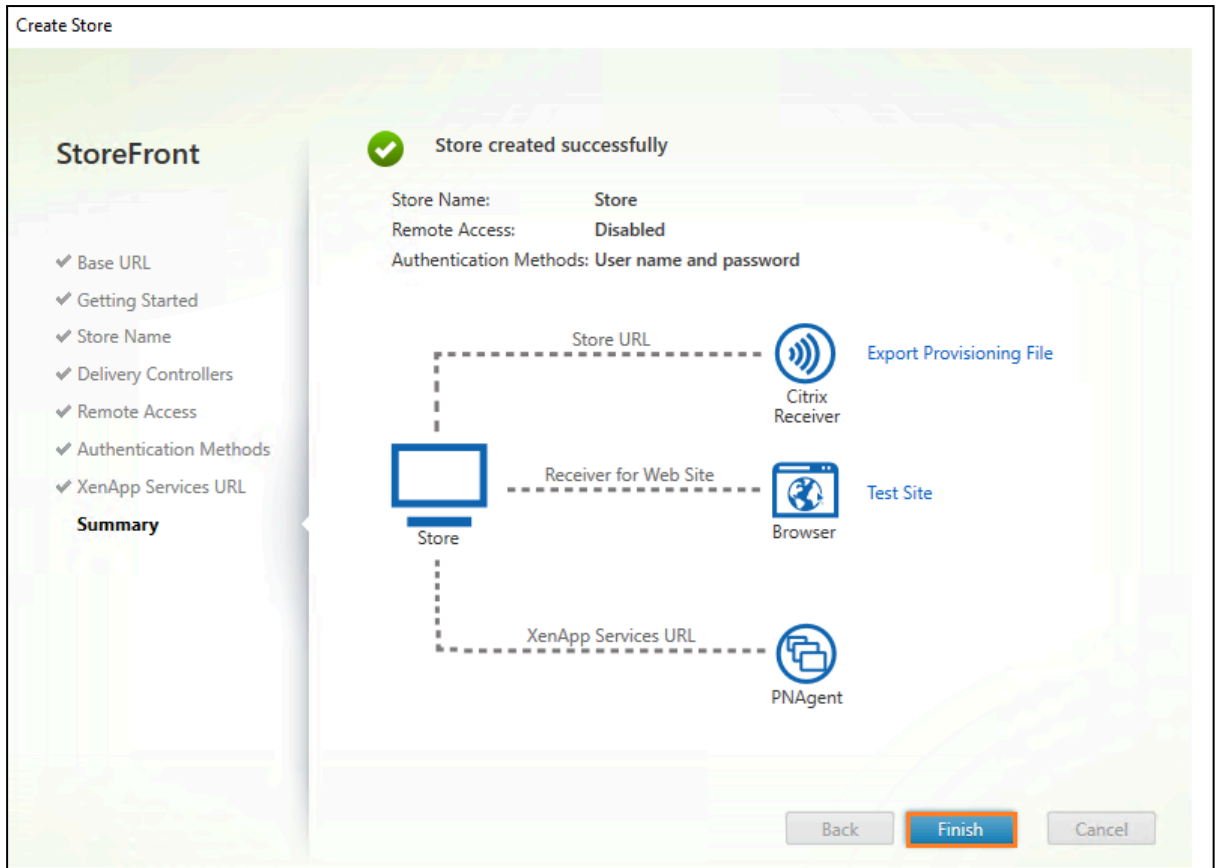 Create Store
StoreFront
Base URL
Getting Started
Store Name
Delivery Controllers
Remote Access
Authentication Methods
XenApp Services URL
Summary
Store created successfully
Store Name: Store
Remote Access: Disabled
Authentication Methods: User name and password
Store URL
Citrix
Receiver
Export Provisioning File
Store
Receiver for Web Site
Browser
Test Site
XenApp Services URL
PNAgent
Back
Finish
Cancel